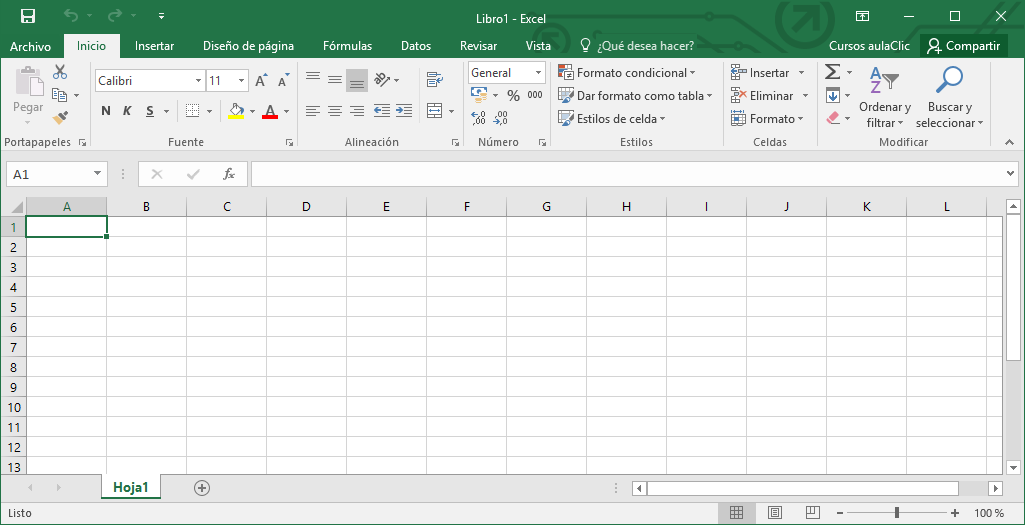 Libro1 - Excel
Archivo Inicio Insertar Diseño de página Fórmulas Datos Revisar Vista ¿Qué desea hacer? Cursos aulaClic Compartir
Pegar
Portapapeles
Calibri 11
N K S
A A A
Fuente
Alineación
General
% 000
,00 ,00
Número
Formato condicional
Dar formato como tabla
Estilos de celda
Estilos
Insertar
Eliminar
Formato
Celdas
Σ
A Z
Ordenar y
filtrar
Buscar y
seleccionar
Modificar
A1 fx
A B C D E F G H I J K L
1
2
3
4
5
6
7
8
9
10
11
12
13
Hoja1
Listo 100 %